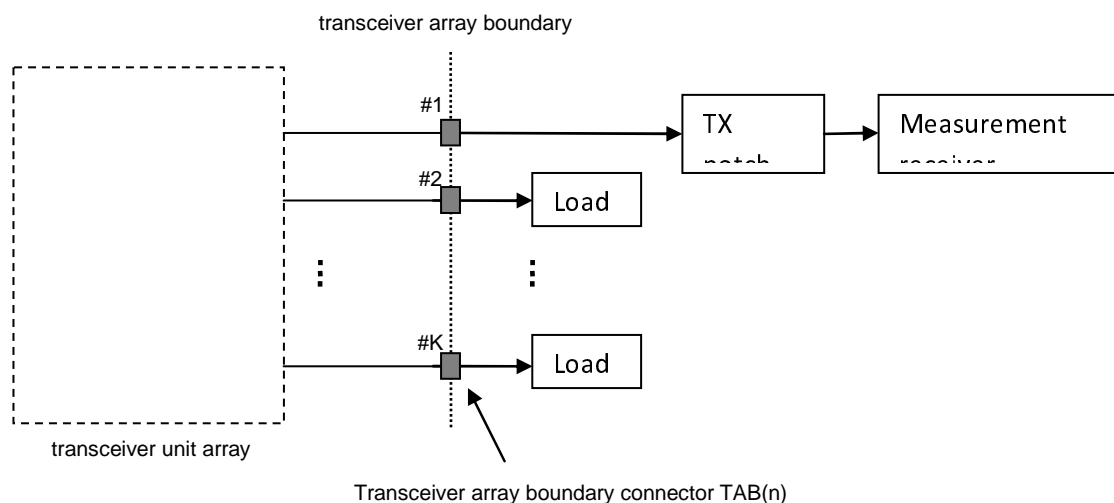 transceiver array boundary
#1
TX
Measurement
#2
Load
#K
Load
transceiver unit array
Transceiver array boundary connector TAB(n)